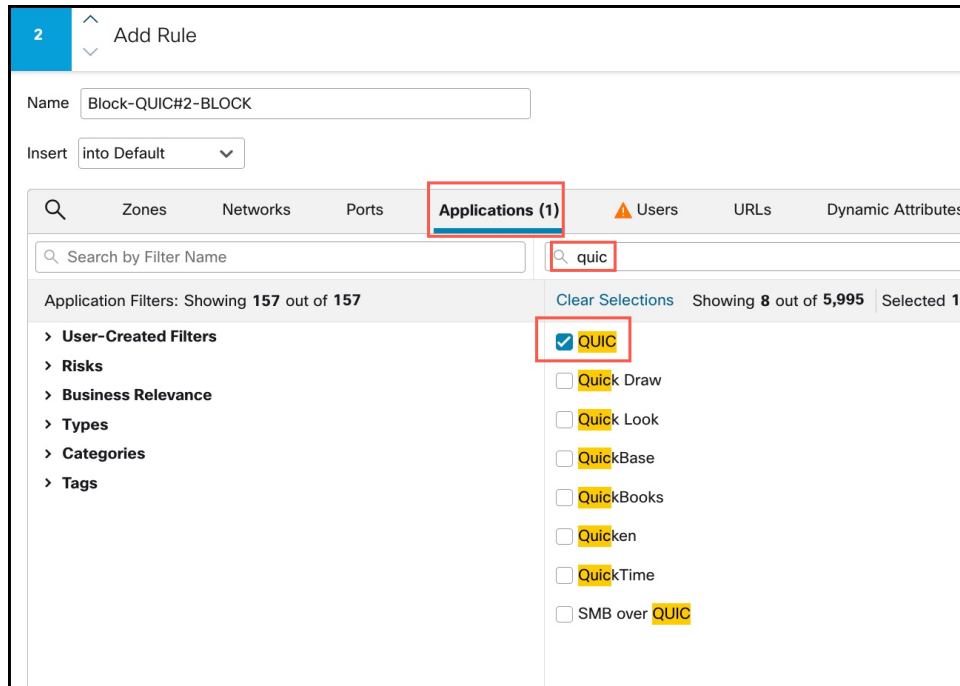 2
Add Rule
Name Block-QUIC#2-BLOCK
Insert into Default
Zones Networks Ports Applications (1) Users URLs Dynamic Attributes
Search by Filter Name
quic
Application Filters: Showing 157 out of 157
Clear Selections Showing 8 out of 5,995 Selected 1
User-Created Filters
Risks
Business Relevance
Types
Categories
Tags
QUIC
Quick Draw
Quick Look
QuickBase
QuickBooks
Quicken
QuickTime
SMB over QUIC